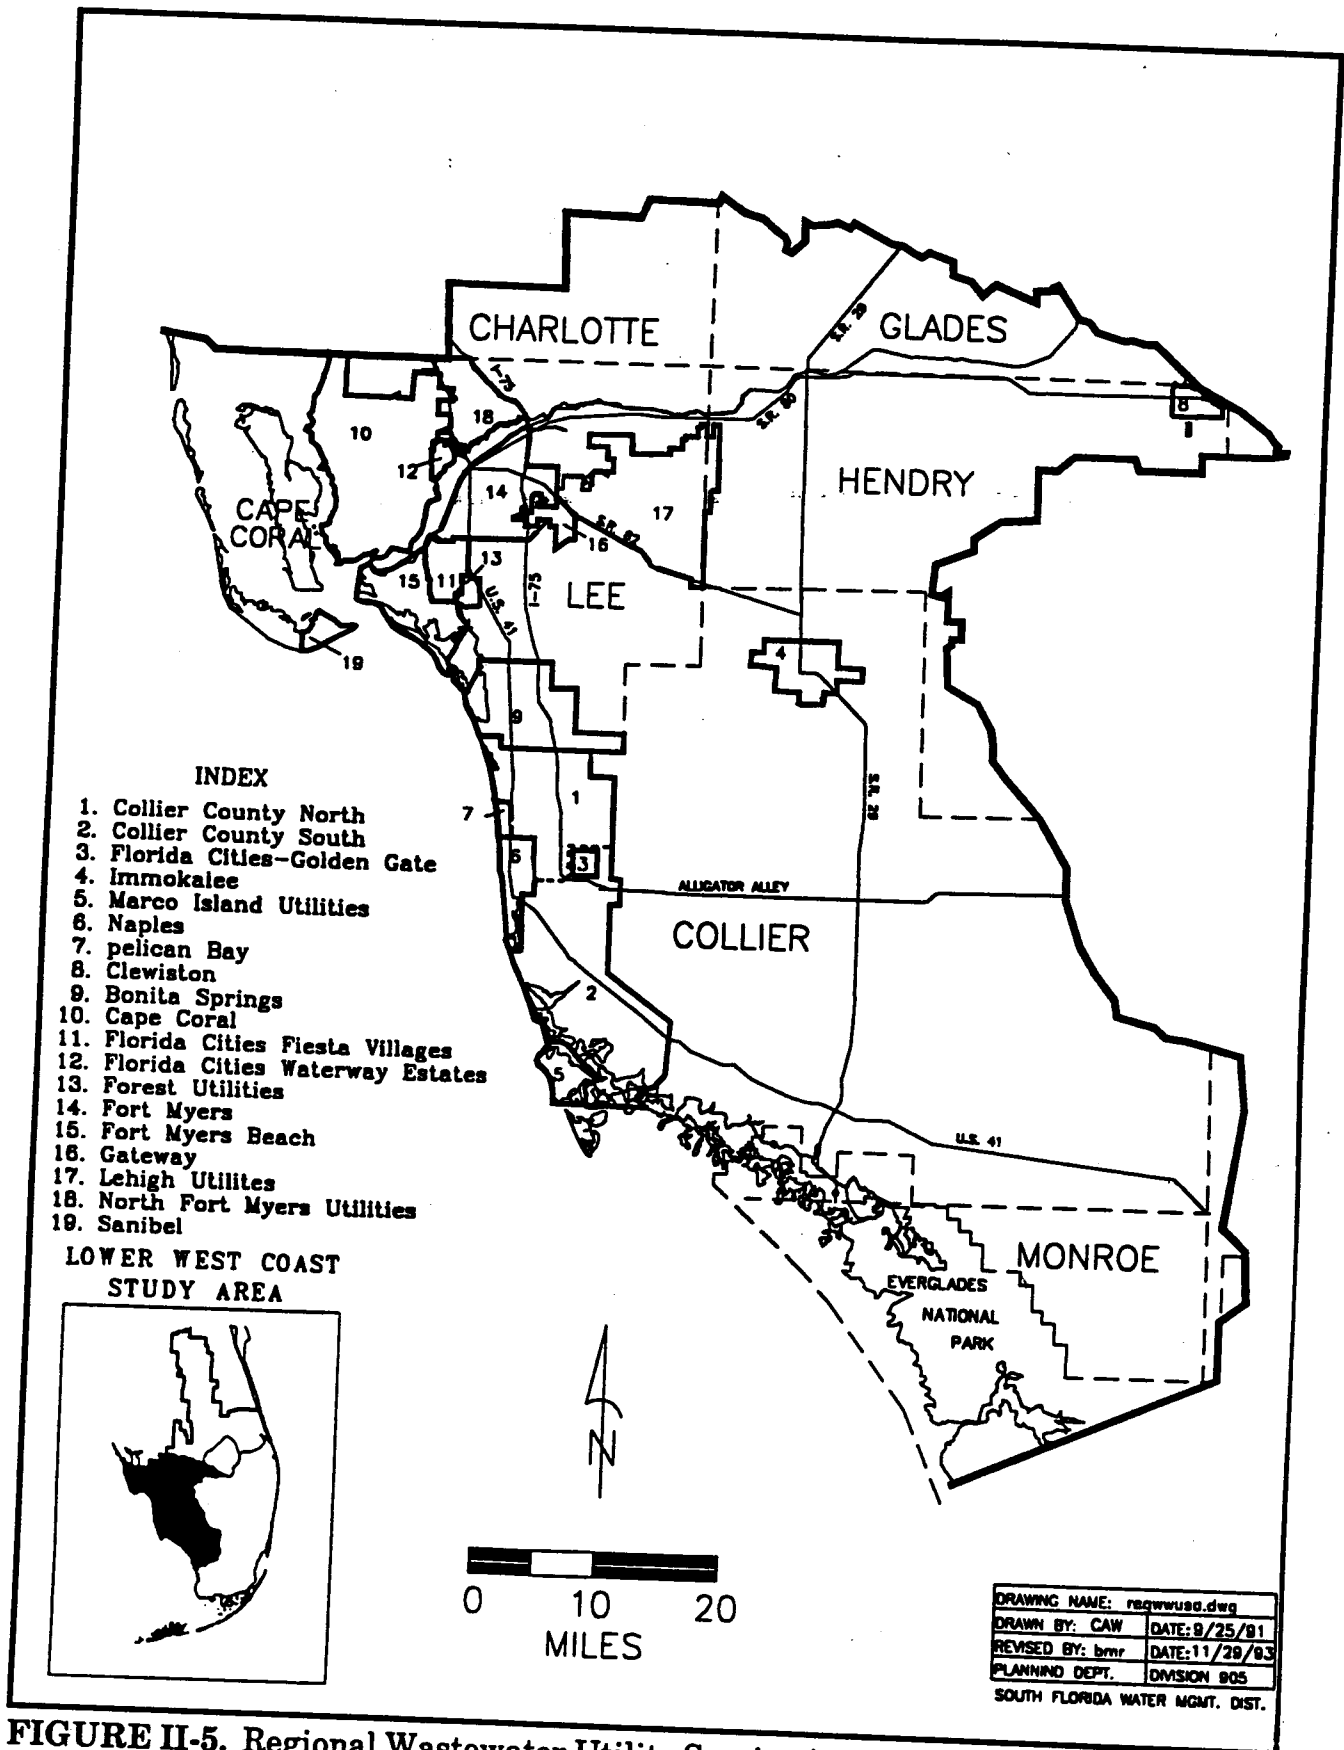 CHARLOTTE
GLADES
S.R. 29
I-75
S.R. 80
8
8
18
10
12
HENDRY
14
17
CAPE
CORAL
S.R. 82
16
13
15
11
I-75
LEE
U.S. 41
19
4
9
S.R. 29
1
7
6
3
ALLIGATOR ALLEY
COLLIER
2
5
U.S. 41
MONROE
EVERGLADES
NATIONAL
PARK
INDEX
1. Collier County North
2. Collier County South
3. Florida Cities-Golden Gate
4. Immokalee
5. Marco Island Utilities
6. Naples
7. pelican Bay
8. Clewiston
9. Bonita Springs
10. Cape Coral
11. Florida Cities Fiesta Villages
12. Florida Cities Waterway Estates
13. Forest Utilities
14. Fort Myers
15. Fort Myers Beach
16. Gateway
17. Lehigh Utilites
18. North Fort Myers Utilities
19. Sanibel
LOWER WEST COAST
STUDY AREA
N
0 10 20
MILES
DRAWING NAME: regwwusa.dwg
DRAWN BY: CAW DATE: 9/25/91
REVISED BY: bmr DATE: 11/29/93
PLANNIND DEPT. DIVISION 905
SOUTH FLORIDA WATER MGMT. DIST.
FIGURE II-5. Regional Wastewater Utility